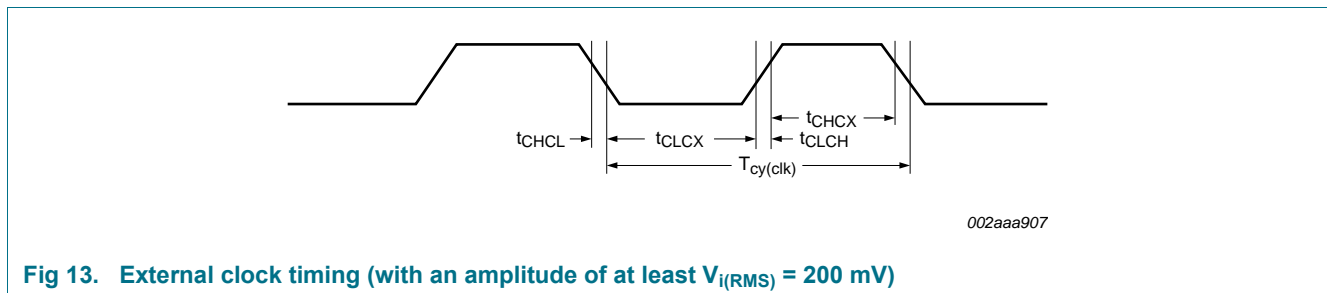 tCHCX
tCHCL tCLCX tCLCH
Tcy(clk)
002aaa907
Fig 13. External clock timing (with an amplitude of at least Vi(RMS) = 200 mV)